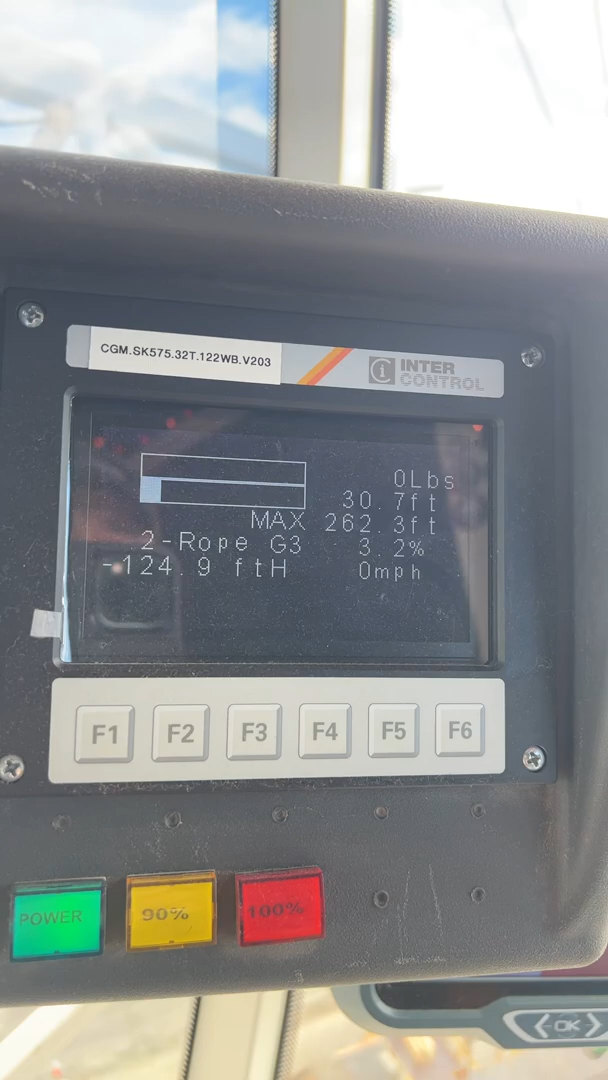 CGM.SK575.32T.122WB.V203
INTER
CONTROL
0Lbs
30.7ft
MAX 262.3ft
2-Rope G3 3.2%
-124.9 ftH 0mph
F1 F2 F3 F4 F5 F6
POWER 90% 100%
OK